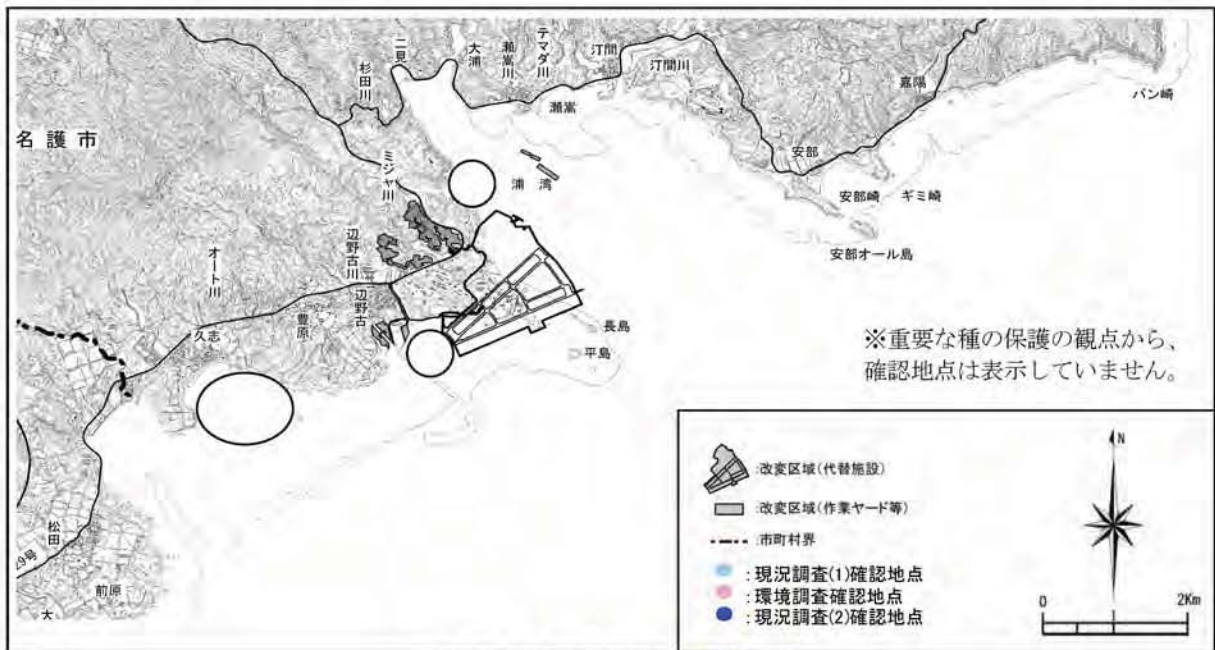 名護市
杉田川
二見
大浦
瀬嵩川
テマダ川
汀間
汀間川
瀬嵩
嘉陽
バン崎
安部
安部崎
ギミ崎
安部オール島
ミジャ川
浦湾
辺野古川
辺野古
オート川
久志
豊原
長島
平島
松田
29号
前原
大
※重要な種の保護の観点から、
確認地点は表示していません。
:改変区域(代替施設)
:改変区域(作業ヤード等)
:市町村界
:現況調査(1)確認地点
:環境調査確認地点
:現況調査(2)確認地点
N
0 2Km